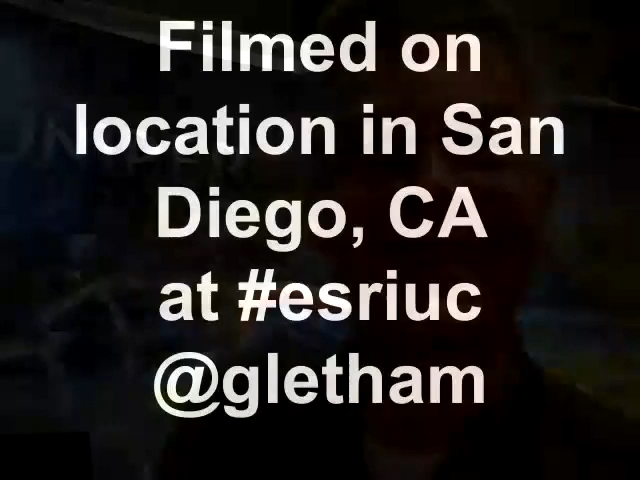 Filmed on
location in San
Diego, CA
at #esriuc
@gletham